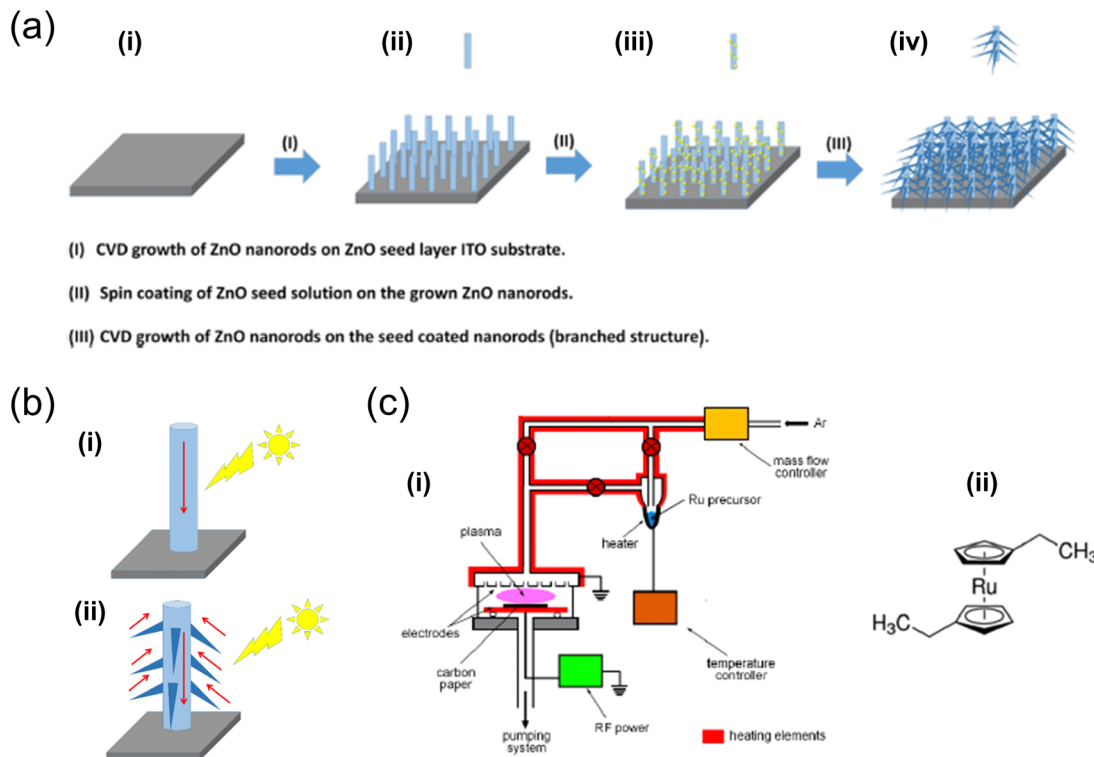 (a)
(i)
(ii)
(iii)
(iv)
(I)
(II)
(III)
(I) CVD growth of ZnO nanorods on ZnO seed layer ITO substrate.
(II) Spin coating of ZnO seed solution on the grown ZnO nanorods.
(III) CVD growth of ZnO nanorods on the seed coated nanorods (branched structure).
(b)
(i)
(ii)
(c)
(i)
Ar
mass flow
controller
Ru precursor
heater
plasma
electrodes
carbon
paper
temperature
controller
RF power
pumping
system
heating elements
(ii)
CH3
Ru
H3C